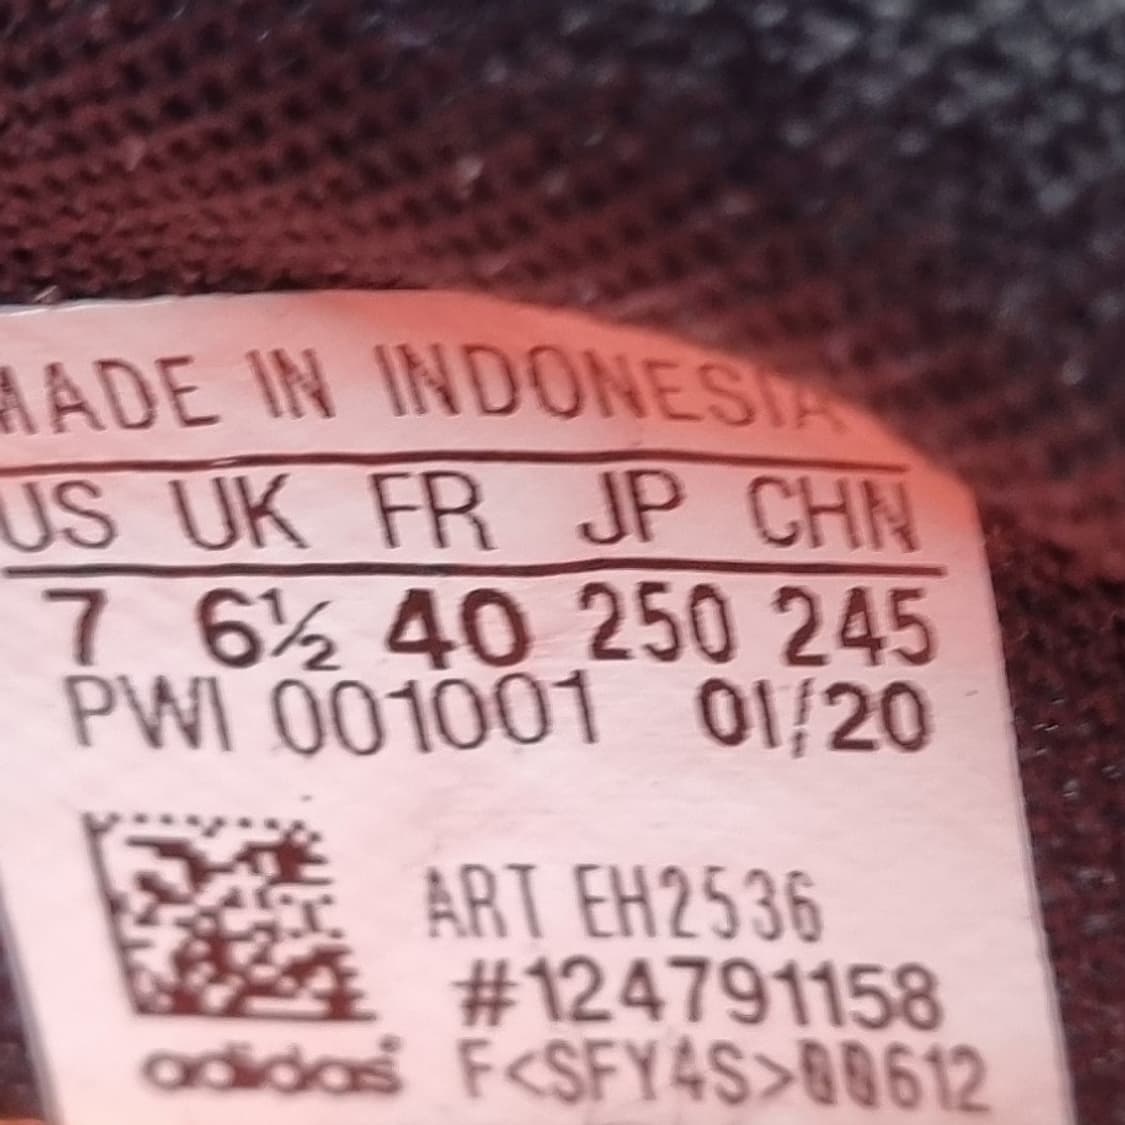 MADE IN INDONESIA
US UK FR JP CHN
7 6½ 40 250 245
PWI 001001 01/20
ART EH2536
#124791158
adidas F<SFY4S>00612